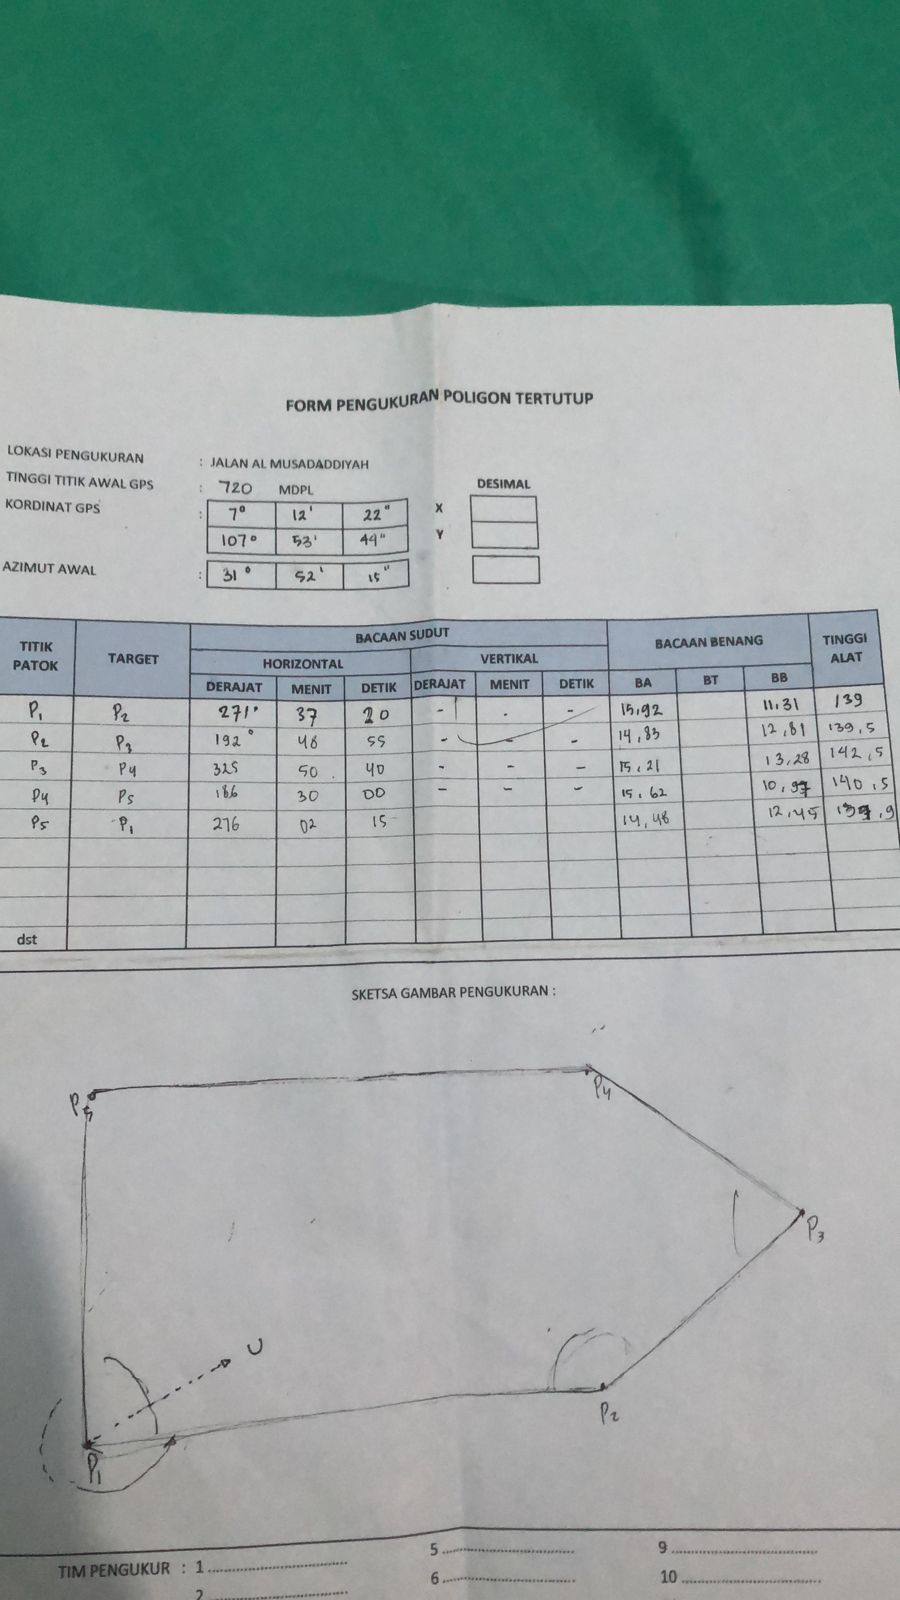 FORM PENGUKURAN POLIGON TERTUTUP
LOKASI PENGUKURAN : JALAN AL MUSADADDIYAH
TINGGI TITIK AWAL GPS : 720 MDPL
DESIMAL
KORDINAT GPS : 7° 12' 22" X
107° 53' 44" Y
AZIMUT AWAL : 31° 52' 15"
TITIK PATOK TARGET BACAAN SUDUT BACAAN BENANG TINGGI ALAT
HORIZONTAL VERTIKAL
DERAJAT MENIT DETIK DERAJAT MENIT DETIK BA BT BB
P1 P2 271° 37 20 - . - 15,92 11,31 139
P2 P3 192° 48 55 - - - 14,83 12,81 139,5
P3 P4 325 50 40 - - - 15,21 13,28 142,5
P4 P5 186 30 00 - - - 15,62 10,97 140,5
P5 P1 276 02 15 14,48 12,45
dst
SKETSA GAMBAR PENGUKURAN :
P5
P4
P3
U
P2
P1
TIM PENGUKUR : 1 5 9
2 6 10